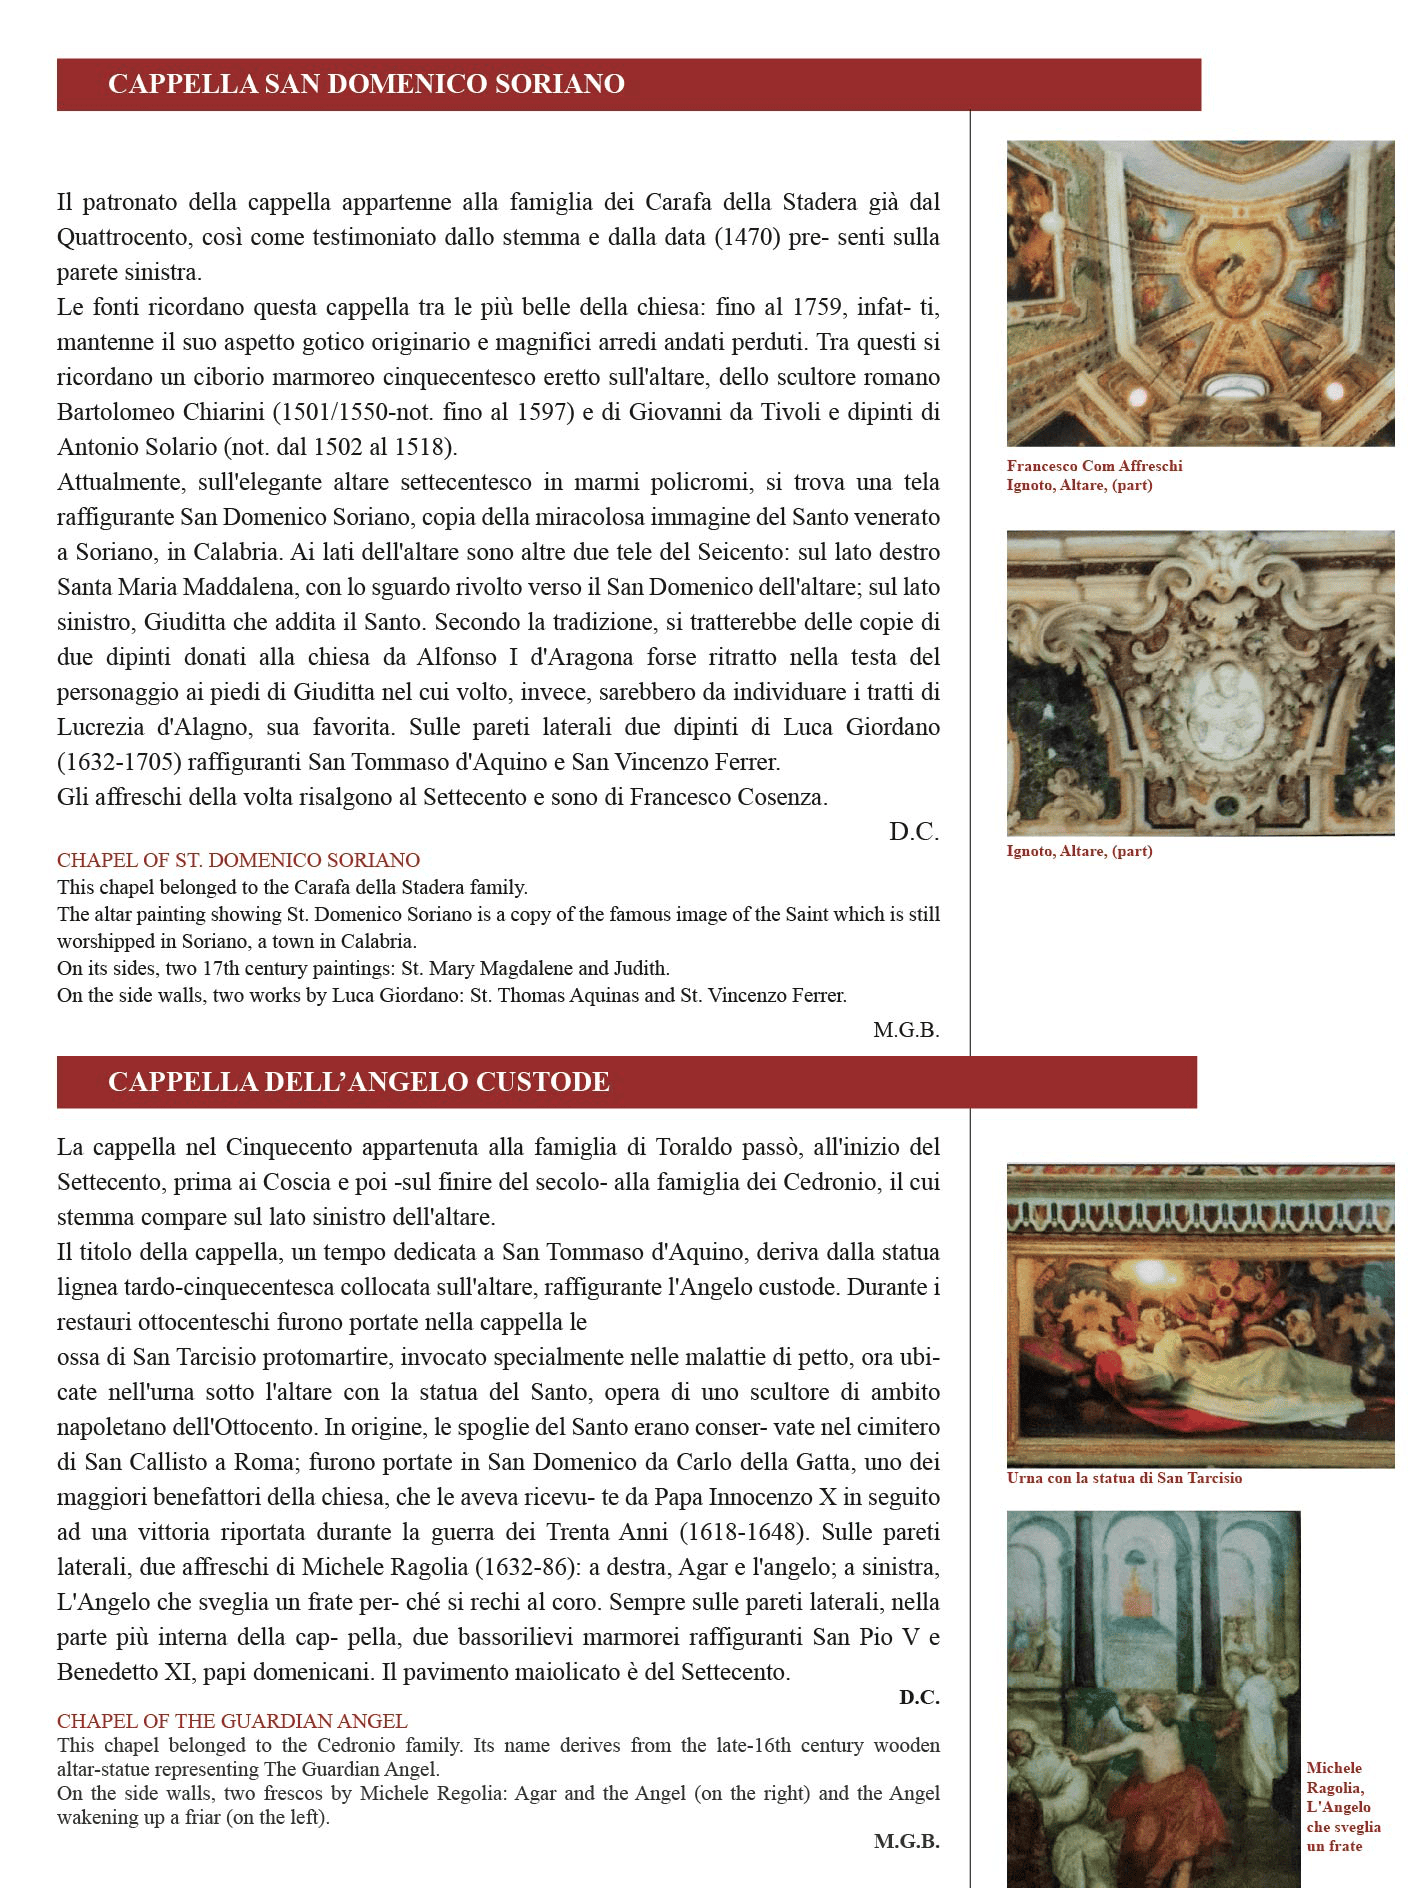 CAPPELLA SAN DOMENICO SORIANO
Il patronato della cappella appartenne alla famiglia dei Carafa della Stadera già dal
Quattrocento, così come testimoniato dallo stemma e dalla data (1470) pre- senti sulla
parete sinistra.
Le fonti ricordano questa cappella tra le più belle della chiesa: fino al 1759, infat- ti,
mantenne il suo aspetto gotico originario e magnifici arredi andati perduti. Tra questi si
ricordano un ciborio marmoreo cinquecentesco eretto sull'altare, dello scultore romano
Bartolomeo Chiarini (1501/1550-not. fino al 1597) e di Giovanni da Tivoli e dipinti di
Antonio Solario (not. dal 1502 al 1518).
Attualmente, sull'elegante altare settecentesco in marmi policromi, si trova una tela
raffigurante San Domenico Soriano, copia della miracolosa immagine del Santo venerato
a Soriano, in Calabria. Ai lati dell'altare sono altre due tele del Seicento: sul lato destro
Santa Maria Maddalena, con lo sguardo rivolto verso il San Domenico dell'altare; sul lato
sinistro, Giuditta che addita il Santo. Secondo la tradizione, si tratterebbe delle copie di
due dipinti donati alla chiesa da Alfonso I d'Aragona forse ritratto nella testa del
personaggio ai piedi di Giuditta nel cui volto, invece, sarebbero da individuare i tratti di
Lucrezia d'Alagno, sua favorita. Sulle pareti laterali due dipinti di Luca Giordano
(1632-1705) raffiguranti San Tommaso d'Aquino e San Vincenzo Ferrer.
Gli affreschi della volta risalgono al Settecento e sono di Francesco Cosenza.
D.C.
CHAPEL OF ST. DOMENICO SORIANO
This chapel belonged to the Carafa della Stadera family.
The altar painting showing St. Domenico Soriano is a copy of the famous image of the Saint which is still
worshipped in Soriano, a town in Calabria.
On its sides, two 17th century paintings: St. Mary Magdalene and Judith.
On the side walls, two works by Luca Giordano: St. Thomas Aquinas and St. Vincenzo Ferrer.
M.G.B.
Francesco Com Affreschi
Ignoto, Altare, (part)
Ignoto, Altare, (part)
CAPPELLA DELL’ANGELO CUSTODE
La cappella nel Cinquecento appartenuta alla famiglia di Toraldo passò, all'inizio del
Settecento, prima ai Coscia e poi -sul finire del secolo- alla famiglia dei Cedronio, il cui
stemma compare sul lato sinistro dell'altare.
Il titolo della cappella, un tempo dedicata a San Tommaso d'Aquino, deriva dalla statua
lignea tardo-cinquecentesca collocata sull'altare, raffigurante l'Angelo custode. Durante i
restauri ottocenteschi furono portate nella cappella le
ossa di San Tarcisio protomartire, invocato specialmente nelle malattie di petto, ora ubi-
cate nell'urna sotto l'altare con la statua del Santo, opera di uno scultore di ambito
napoletano dell'Ottocento. In origine, le spoglie del Santo erano conser- vate nel cimitero
di San Callisto a Roma; furono portate in San Domenico da Carlo della Gatta, uno dei
maggiori benefattori della chiesa, che le aveva ricevu- te da Papa Innocenzo X in seguito
ad una vittoria riportata durante la guerra dei Trenta Anni (1618-1648). Sulle pareti
laterali, due affreschi di Michele Ragolia (1632-86): a destra, Agar e l'angelo; a sinistra,
L'Angelo che sveglia un frate per- ché si rechi al coro. Sempre sulle pareti laterali, nella
parte più interna della cap- pella, due bassorilievi marmorei raffiguranti San Pio V e
Benedetto XI, papi domenicani. Il pavimento maiolicato è del Settecento.
D.C.
CHAPEL OF THE GUARDIAN ANGEL
This chapel belonged to the Cedronio family. Its name derives from the late-16th century wooden
altar-statue representing The Guardian Angel.
On the side walls, two frescos by Michele Regolia: Agar and the Angel (on the right) and the Angel
wakening up a friar (on the left).
M.G.B.
Urna con la statua di San Tarcisio
Michele
Ragolia,
L'Angelo
che sveglia
un frate